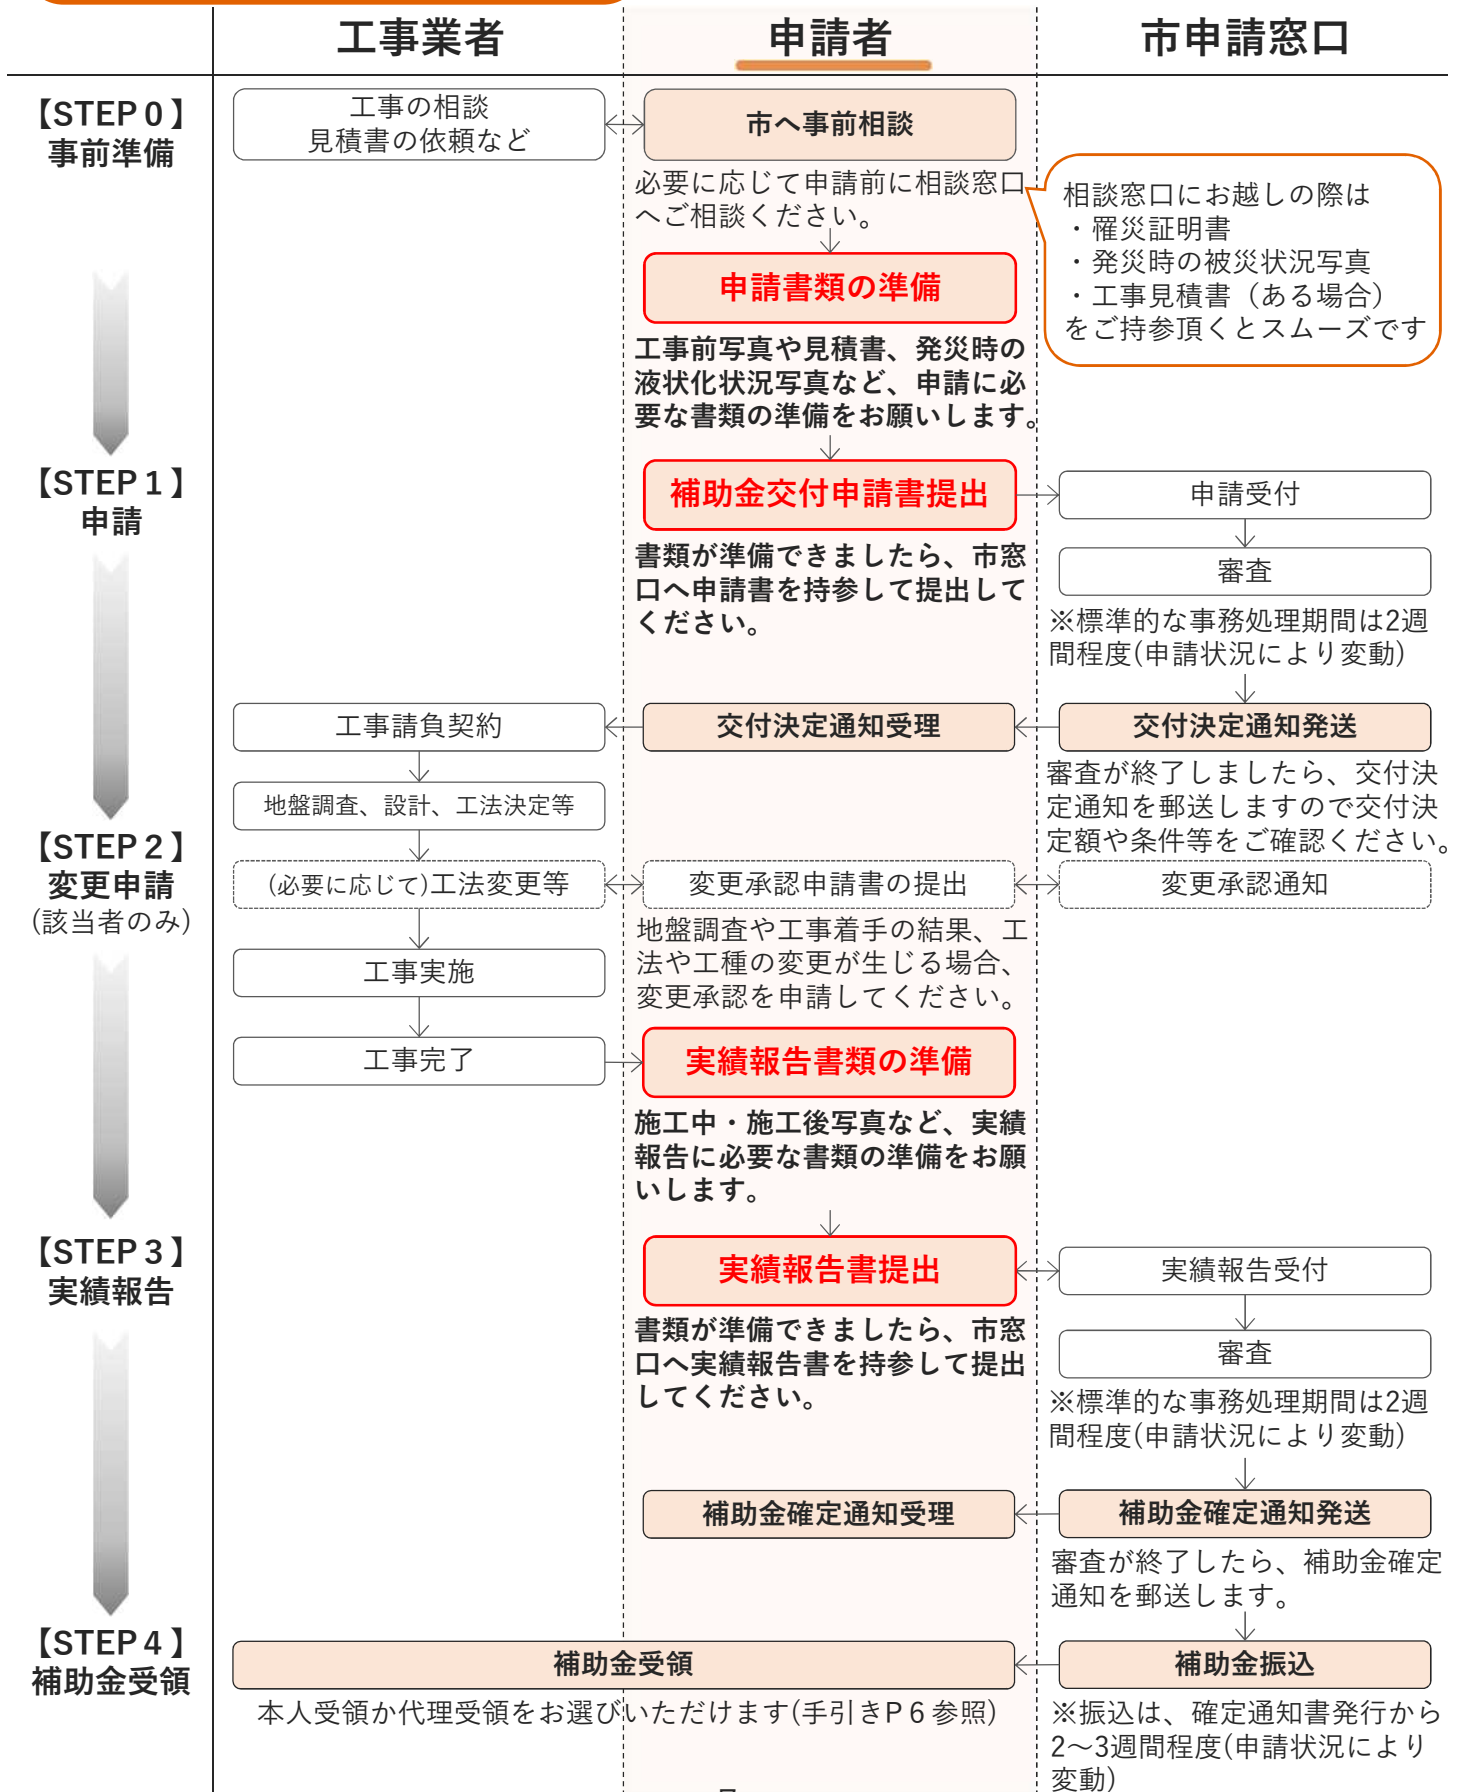 工事業者
申請者
市申請窓口
【STEP０】
事前準備
工事の相談
見積書の依頼など
市へ事前相談
必要に応じて申請前に相談窓口
へご相談ください。
相談窓口にお越しの際は
・罹災証明書
・発災時の被災状況写真
・工事見積書（ある場合）
をご持参頂くとスムーズです
申請書類の準備
工事前写真や見積書、発災時の
液状化状況写真など、申請に必
要な書類の準備をお願いします。
【STEP１】
申請
補助金交付申請書提出
申請受付
書類が準備できましたら、市窓
口へ申請書を持参して提出して
ください。
審査
※標準的な事務処理期間は2週
間程度(申請状況により変動)
工事請負契約
交付決定通知受理
交付決定通知発送
審査が終了しましたら、交付決
定通知を郵送しますので交付決
定額や条件等をご確認ください。
地盤調査、設計、工法決定等
【STEP２】
変更申請
(該当者のみ)
(必要に応じて)工法変更等
変更承認申請書の提出
変更承認通知
地盤調査や工事着手の結果、工
法や工種の変更が生じる場合、
変更承認を申請してください。
工事実施
工事完了
実績報告書類の準備
施工中・施工後写真など、実績
報告に必要な書類の準備をお願
いします。
【STEP３】
実績報告
実績報告書提出
実績報告受付
書類が準備できましたら、市窓
口へ実績報告書を持参して提出
してください。
審査
※標準的な事務処理期間は2週
間程度(申請状況により変動)
補助金確定通知受理
補助金確定通知発送
審査が終了したら、補助金確定
通知を郵送します。
【STEP４】
補助金受領
補助金受領
補助金振込
本人受領か代理受領をお選びいただけます(手引きP６参照)
※振込は、確定通知書発行から
2～3週間程度(申請状況により
変動)